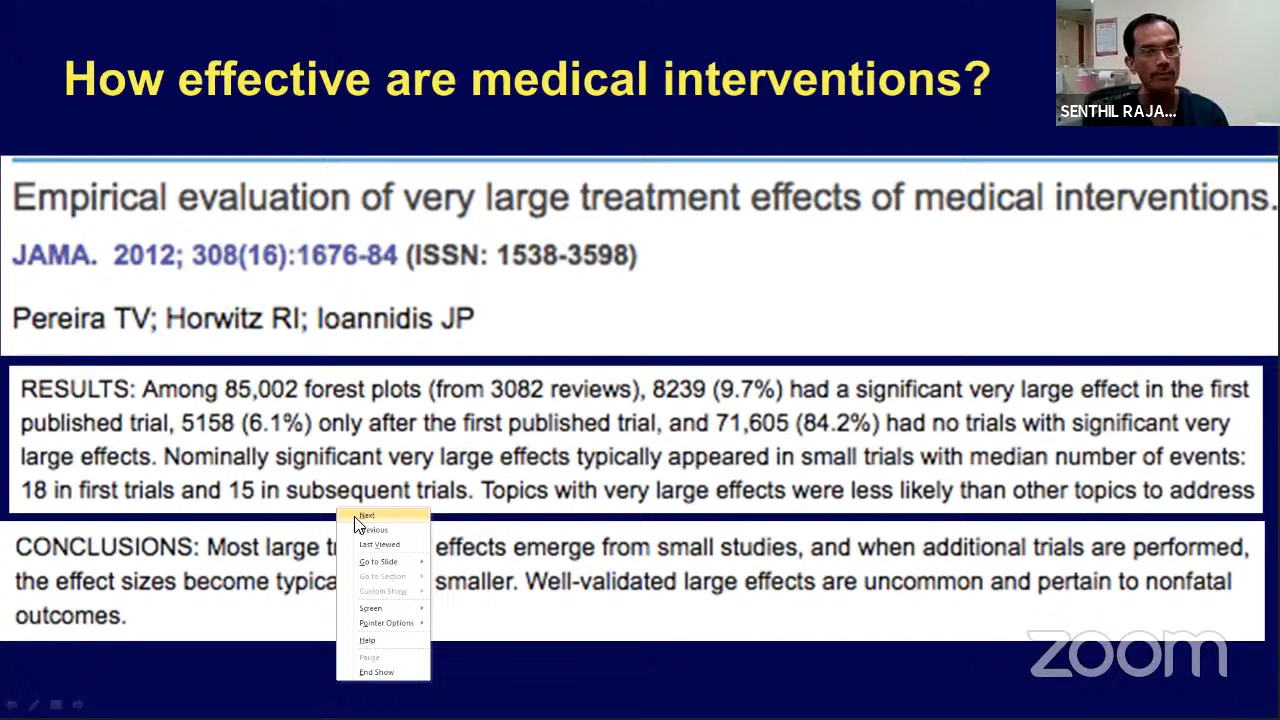 How effective are medical interventions?
SENTHIL RAJA...
Empirical evaluation of very large treatment effects of medical interventions.
JAMA. 2012; 308(16):1676-84 (ISSN: 1538-3598)
Pereira TV; Horwitz RI; Ioannidis JP
RESULTS: Among 85,002 forest plots (from 3082 reviews), 8239 (9.7%) had a significant very large effect in the first
published trial, 5158 (6.1%) only after the first published trial, and 71,605 (84.2%) had no trials with significant very
large effects. Nominally significant very large effects typically appeared in small trials with median number of events:
18 in first trials and 15 in subsequent trials. Topics with very large effects were less likely than other topics to address
CONCLUSIONS: Most large effects emerge from small studies, and when additional trials are performed,
the effect sizes become smaller. Well-validated large effects are uncommon and pertain to nonfatal
outcomes.
Next
Last Viewed
Go to Slide
Go to Section
Custom Show
Screen
Pointer Options
Help
Pause
End Show
zoom